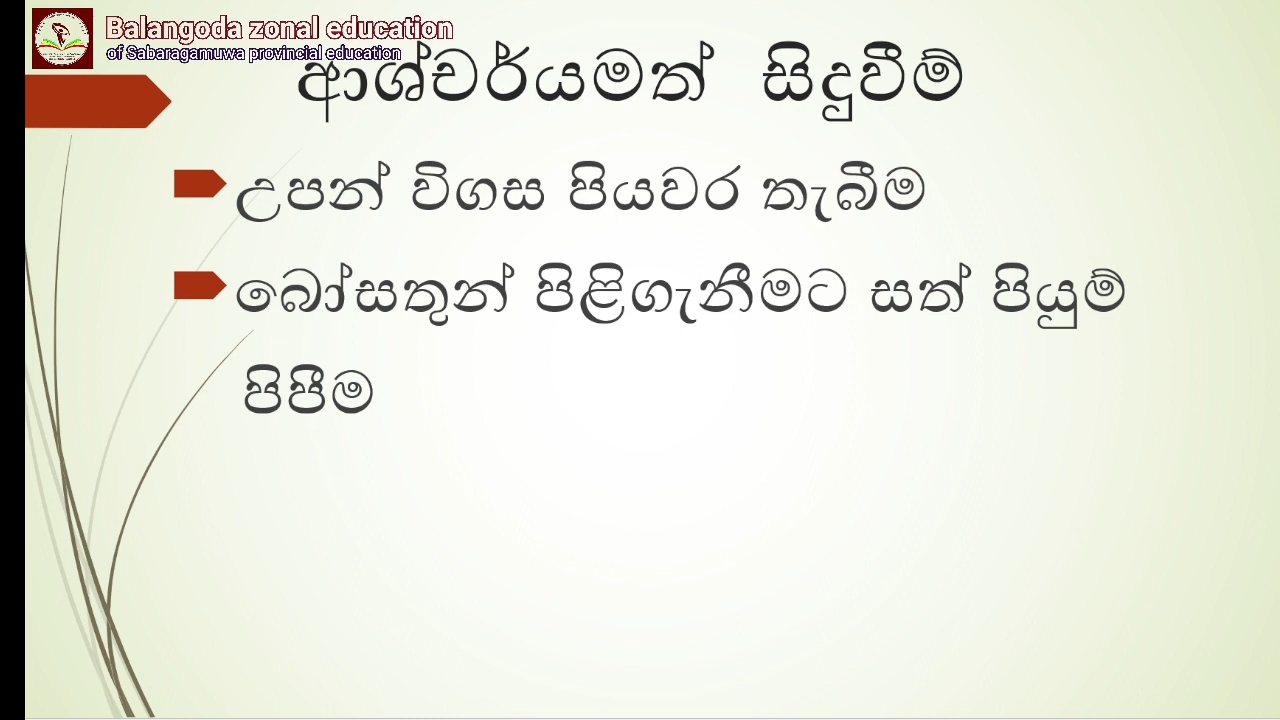 Balangoda zonal education
of Sabaragamuwa provincial education
ආශ්චර්යමත් සිදුවීම්
උපන් විගස පියවර තැබීම
බෝසතුන් පිළිගැනීමට සත් පියුම්
පිපීම